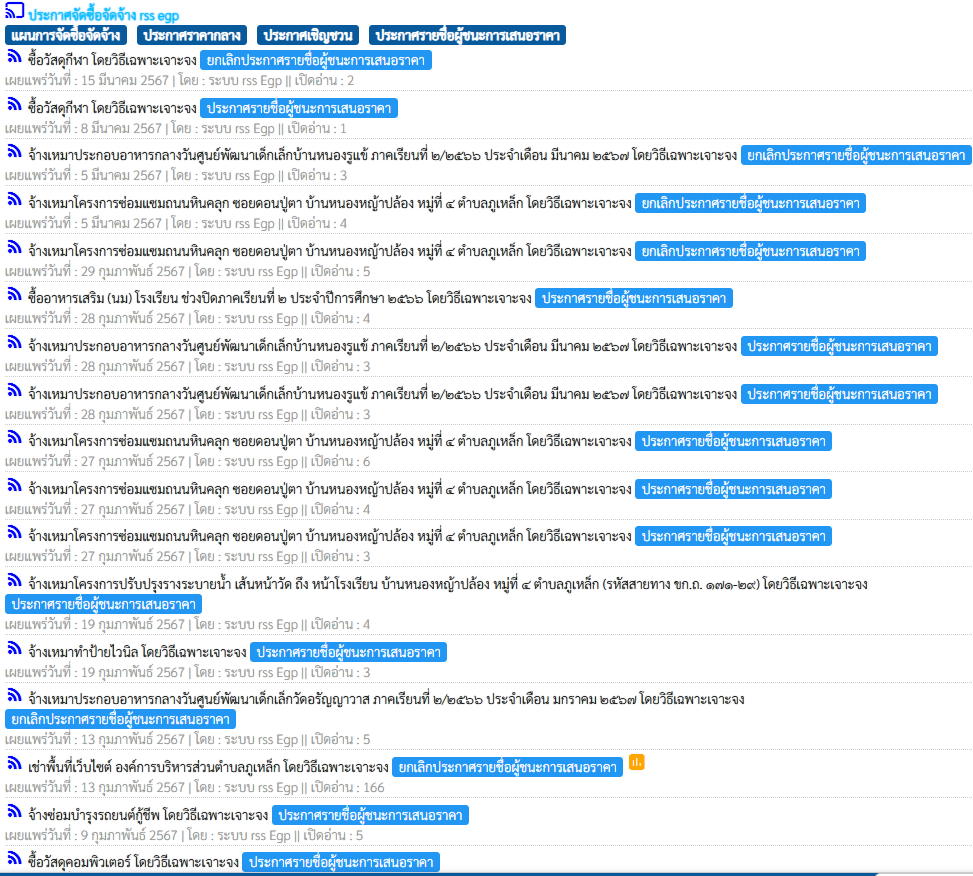 ประกาศจัดซื้อจัดจ้าง rss egp
แผนการจัดซื้อจัดจ้าง ประกาศราคากลาง ประกาศเชิญชวน ประกาศรายชื่อผู้ชนะการเสนอราคา
ซื้อวัสดุกีฬา โดยวิธีเฉพาะเจาะจง ยกเลิกประกาศรายชื่อผู้ชนะการเสนอราคา
เผยแพร่วันที่ : 15 มีนาคม 2567 | โดย : ระบบ rss Egp || เปิดอ่าน : 2
ซื้อวัสดุกีฬา โดยวิธีเฉพาะเจาะจง ประกาศรายชื่อผู้ชนะการเสนอราคา
เผยแพร่วันที่ : 8 มีนาคม 2567 | โดย : ระบบ rss Egp || เปิดอ่าน : 1
จ้างเหมาประกอบอาหารกลางวันศูนย์พัฒนาเด็กเล็กบ้านหนองรูแข้ ภาคเรียนที่ ๒/๒๕๖๖ ประจำเดือน มีนาคม ๒๕๖๗ โดยวิธีเฉพาะเจาะจง ยกเลิกประกาศรายชื่อผู้ชนะการเสนอราคา
เผยแพร่วันที่ : 5 มีนาคม 2567 | โดย : ระบบ rss Egp || เปิดอ่าน : 3
จ้างเหมาโครงการซ่อมแซมถนนหินคลุก ซอยดอนปู่ตา บ้านหนองหญ้าปล้อง หมู่ที่ ๔ ตำบลภูเหล็ก โดยวิธีเฉพาะเจาะจง ยกเลิกประกาศรายชื่อผู้ชนะการเสนอราคา
เผยแพร่วันที่ : 5 มีนาคม 2567 | โดย : ระบบ rss Egp || เปิดอ่าน : 4
จ้างเหมาโครงการซ่อมแซมถนนหินคลุก ซอยดอนปู่ตา บ้านหนองหญ้าปล้อง หมู่ที่ ๔ ตำบลภูเหล็ก โดยวิธีเฉพาะเจาะจง ยกเลิกประกาศรายชื่อผู้ชนะการเสนอราคา
เผยแพร่วันที่ : 29 กุมภาพันธ์ 2567 | โดย : ระบบ rss Egp || เปิดอ่าน : 5
ซื้ออาหารเสริม (นม) โรงเรียน ช่วงปิดภาคเรียนที่ ๒ ประจำปีการศึกษา ๒๕๖๖ โดยวิธีเฉพาะเจาะจง ประกาศรายชื่อผู้ชนะการเสนอราคา
เผยแพร่วันที่ : 28 กุมภาพันธ์ 2567 | โดย : ระบบ rss Egp || เปิดอ่าน : 4
จ้างเหมาประกอบอาหารกลางวันศูนย์พัฒนาเด็กเล็กบ้านหนองรูแข้ ภาคเรียนที่ ๒/๒๕๖๖ ประจำเดือน มีนาคม ๒๕๖๗ โดยวิธีเฉพาะเจาะจง ประกาศรายชื่อผู้ชนะการเสนอราคา
เผยแพร่วันที่ : 28 กุมภาพันธ์ 2567 | โดย : ระบบ rss Egp || เปิดอ่าน : 3
จ้างเหมาประกอบอาหารกลางวันศูนย์พัฒนาเด็กเล็กบ้านหนองรูแข้ ภาคเรียนที่ ๒/๒๕๖๖ ประจำเดือน มีนาคม ๒๕๖๗ โดยวิธีเฉพาะเจาะจง ประกาศรายชื่อผู้ชนะการเสนอราคา
เผยแพร่วันที่ : 28 กุมภาพันธ์ 2567 | โดย : ระบบ rss Egp || เปิดอ่าน : 3
จ้างเหมาโครงการซ่อมแซมถนนหินคลุก ซอยดอนปู่ตา บ้านหนองหญ้าปล้อง หมู่ที่ ๔ ตำบลภูเหล็ก โดยวิธีเฉพาะเจาะจง ประกาศรายชื่อผู้ชนะการเสนอราคา
เผยแพร่วันที่ : 27 กุมภาพันธ์ 2567 | โดย : ระบบ rss Egp || เปิดอ่าน : 6
จ้างเหมาโครงการซ่อมแซมถนนหินคลุก ซอยดอนปู่ตา บ้านหนองหญ้าปล้อง หมู่ที่ ๔ ตำบลภูเหล็ก โดยวิธีเฉพาะเจาะจง ประกาศรายชื่อผู้ชนะการเสนอราคา
เผยแพร่วันที่ : 27 กุมภาพันธ์ 2567 | โดย : ระบบ rss Egp || เปิดอ่าน : 4
จ้างเหมาโครงการซ่อมแซมถนนหินคลุก ซอยดอนปู่ตา บ้านหนองหญ้าปล้อง หมู่ที่ ๔ ตำบลภูเหล็ก โดยวิธีเฉพาะเจาะจง ประกาศรายชื่อผู้ชนะการเสนอราคา
เผยแพร่วันที่ : 27 กุมภาพันธ์ 2567 | โดย : ระบบ rss Egp || เปิดอ่าน : 3
จ้างเหมาโครงการปรับปรุงรางระบายน้ำ เส้นหน้าวัด ถึง หน้าโรงเรียน บ้านหนองหญ้าปล้อง หมู่ที่ ๔ ตำบลภูเหล็ก (รหัสสายทาง ขก.ถ. ๑๗๑-๒๙) โดยวิธีเฉพาะเจาะจง
ประกาศรายชื่อผู้ชนะการเสนอราคา
เผยแพร่วันที่ : 19 กุมภาพันธ์ 2567 | โดย : ระบบ rss Egp || เปิดอ่าน : 4
จ้างเหมาทำป้ายไวนิล โดยวิธีเฉพาะเจาะจง ประกาศรายชื่อผู้ชนะการเสนอราคา
เผยแพร่วันที่ : 19 กุมภาพันธ์ 2567 | โดย : ระบบ rss Egp || เปิดอ่าน : 3
จ้างเหมาประกอบอาหารกลางวันศูนย์พัฒนาเด็กเล็กวัดอรัญญาวาส ภาคเรียนที่ ๒/๒๕๖๖ ประจำเดือน มกราคม ๒๕๖๗ โดยวิธีเฉพาะเจาะจง
ยกเลิกประกาศรายชื่อผู้ชนะการเสนอราคา
เผยแพร่วันที่ : 13 กุมภาพันธ์ 2567 | โดย : ระบบ rss Egp || เปิดอ่าน : 5
เช่าพื้นที่เว็บไซต์ องค์การบริหารส่วนตำบลภูเหล็ก โดยวิธีเฉพาะเจาะจง ยกเลิกประกาศรายชื่อผู้ชนะการเสนอราคา
เผยแพร่วันที่ : 13 กุมภาพันธ์ 2567 | โดย : ระบบ rss Egp || เปิดอ่าน : 166
จ้างซ่อมบำรุงรถยนต์กู้ชีพ โดยวิธีเฉพาะเจาะจง ประกาศรายชื่อผู้ชนะการเสนอราคา
เผยแพร่วันที่ : 9 กุมภาพันธ์ 2567 | โดย : ระบบ rss Egp || เปิดอ่าน : 5
ซื้อวัสดุคอมพิวเตอร์ โดยวิธีเฉพาะเจาะจง ประกาศรายชื่อผู้ชนะการเสนอราคา